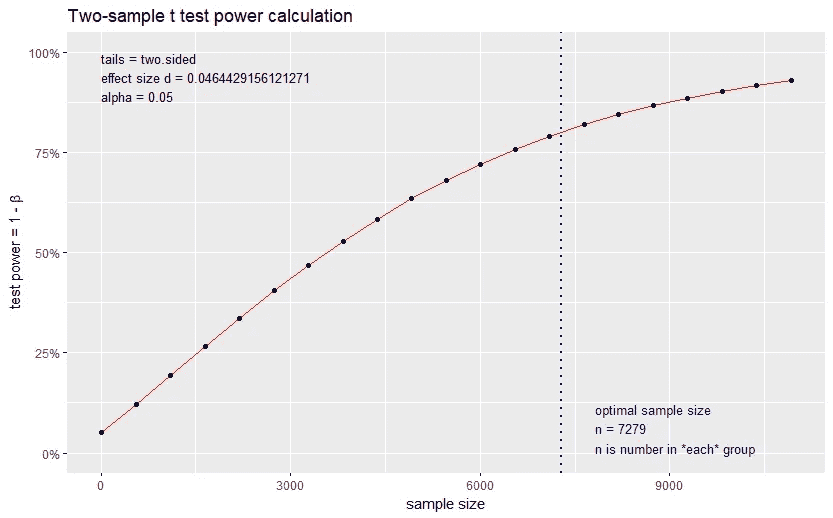 Two-sample t test power calculation
100%
75%
50%
25%
0%
test power = 1 - β
tails = two.sided
effect size d = 0.0464429156121271
alpha = 0.05
optimal sample size
n = 7279
n is number in *each* group
0
3000
6000
9000
sample size